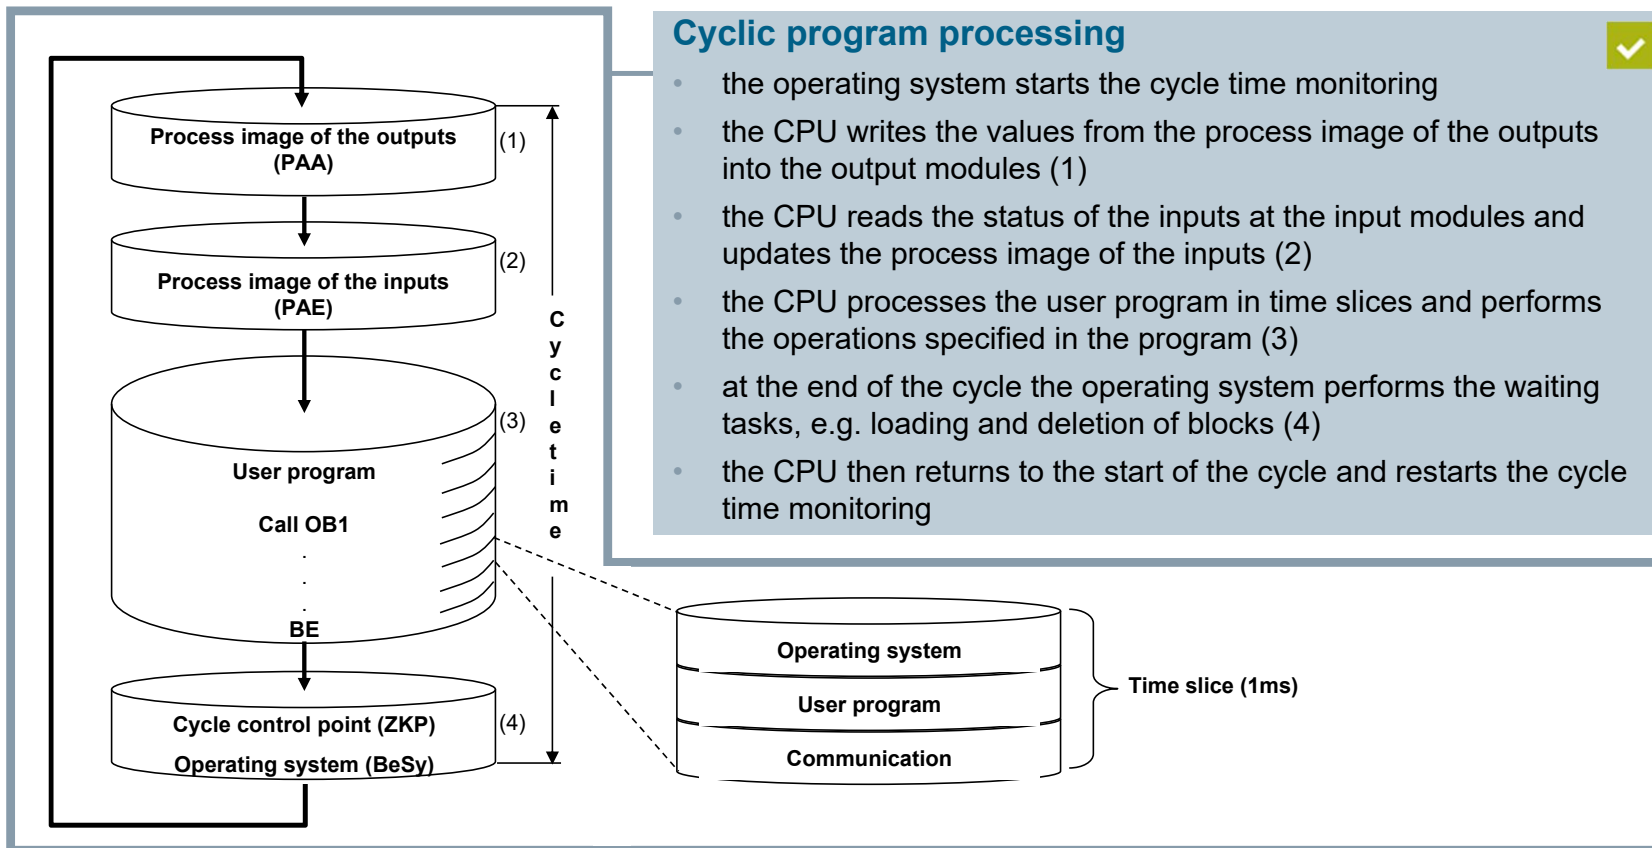 Cyclic program processing
• the operating system starts the cycle time monitoring
• the CPU writes the values from the process image of the outputs
into the output modules (1)
• the CPU reads the status of the inputs at the input modules and
updates the process image of the inputs (2)
• the CPU processes the user program in time slices and performs
the operations specified in the program (3)
• at the end of the cycle the operating system performs the waiting
tasks, e.g. loading and deletion of blocks (4)
• the CPU then returns to the start of the cycle and restarts the cycle
time monitoring
Process image of the outputs
(PAA)
(1)
Process image of the inputs
(PAE)
(2)
User program
Call OB1
.
.
.
BE
(3)
Cycle control point (ZKP)
Operating system (BeSy)
(4)
C
y
c
l
e
t
i
m
e
Operating system
User program
Communication
Time slice (1ms)